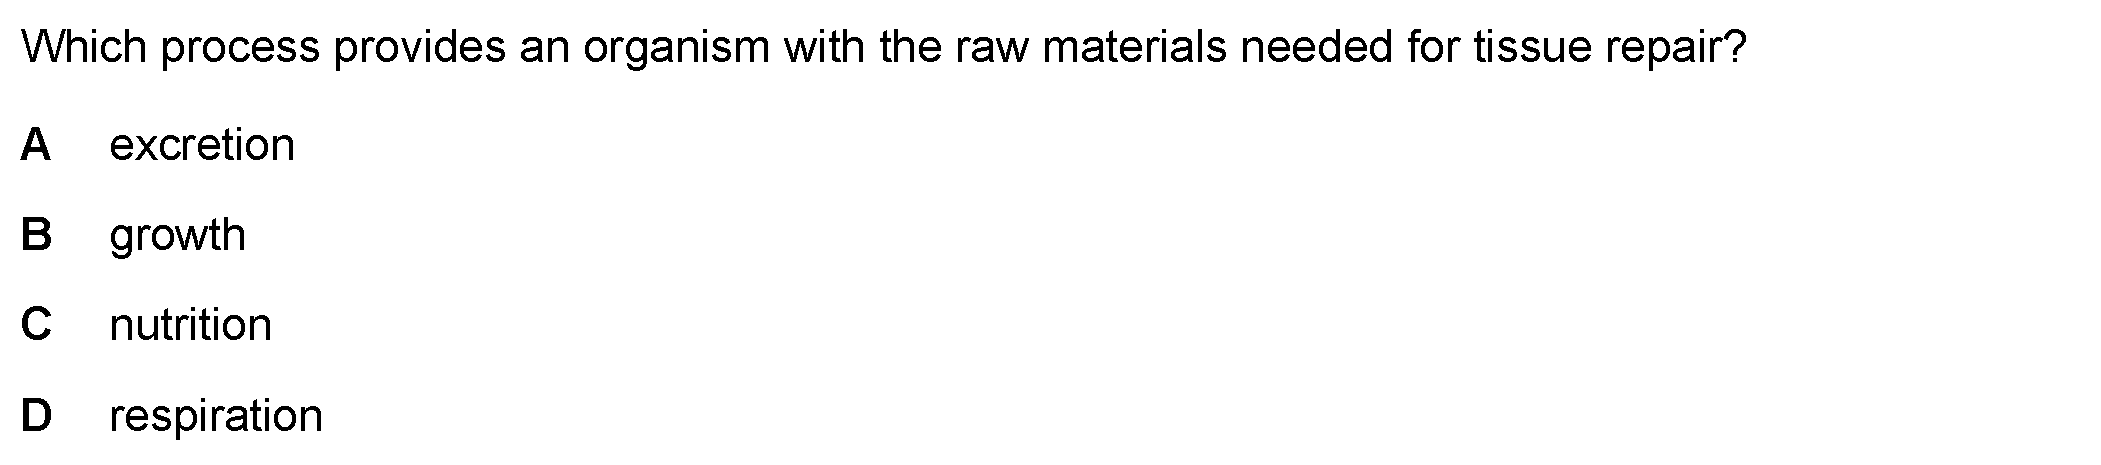 Which process provides an organism with the raw materials needed for tissue repair?
A excretion
B growth
C nutrition
D respiration